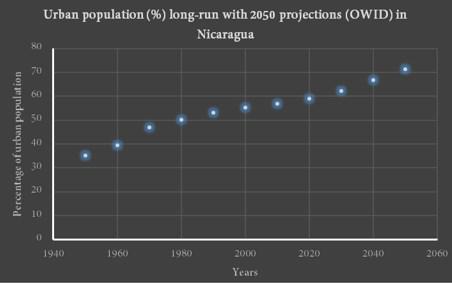 Urban population (%) long-run with 2050 projections (OWID) in
Nicaragua
80
70
60
50
40
30
20
10
0
Percentage of urban population
1940 1960 1980 2000 2020 2040 2060
Years